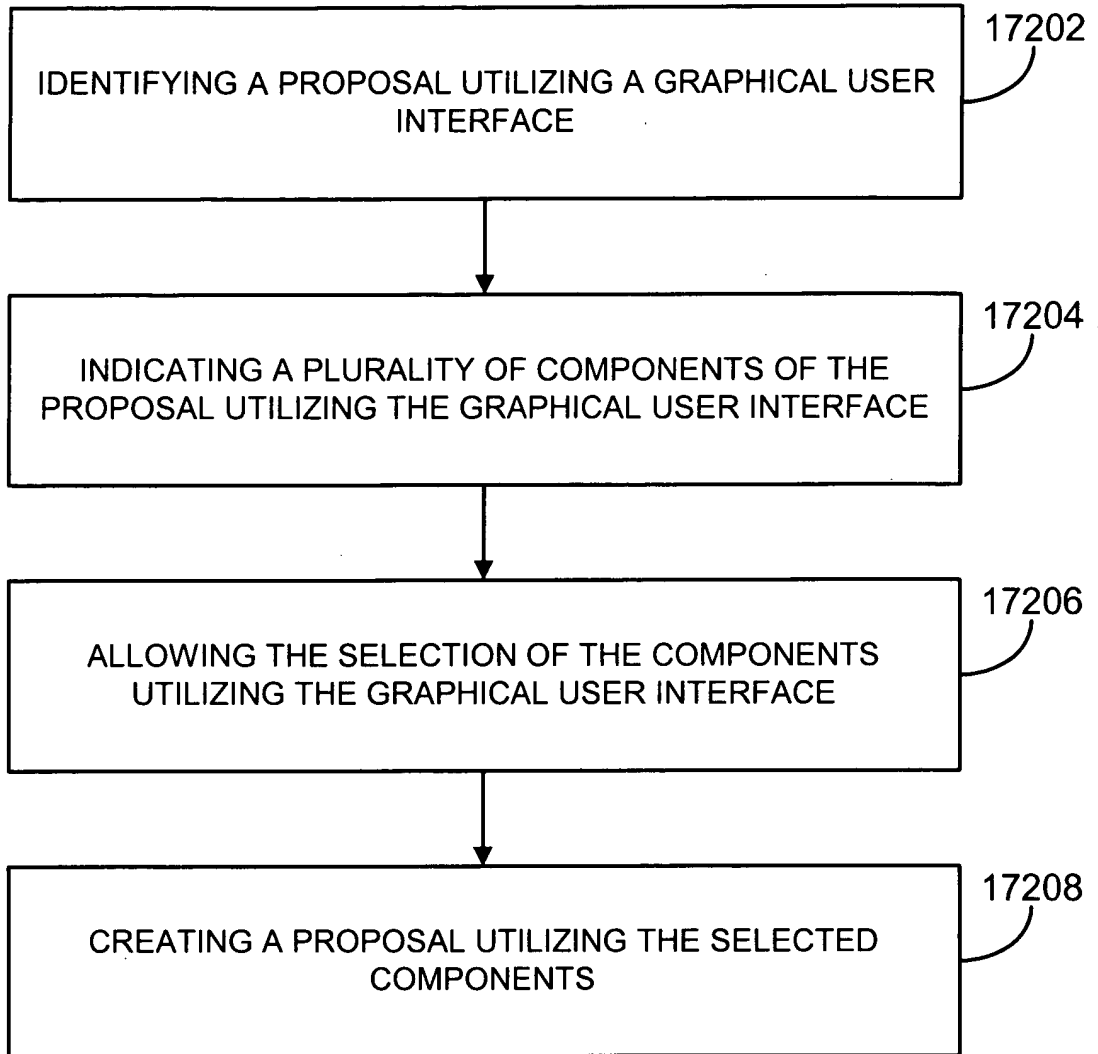 17202
IDENTIFYING A PROPOSAL UTILIZING A GRAPHICAL USER
INTERFACE
17204
INDICATING A PLURALITY OF COMPONENTS OF THE
PROPOSAL UTILIZING THE GRAPHICAL USER INTERFACE
17206
ALLOWING THE SELECTION OF THE COMPONENTS
UTILIZING THE GRAPHICAL USER INTERFACE
17208
CREATING A PROPOSAL UTILIZING THE SELECTED
COMPONENTS